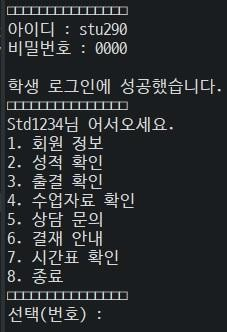 □□□□□□□□□□□□□□□
아이디 : stu290
비밀번호 : 0000

학생 로그인에 성공했습니다.
□□□□□□□□□□□□□□□
Std1234님 어서오세요.
1. 회원 정보
2. 성적 확인
3. 출결 확인
4. 수업자료 확인
5. 상담 문의
6. 결재 안내
7. 시간표 확인
8. 종료
□□□□□□□□□□□□□□□
선택(번호) :